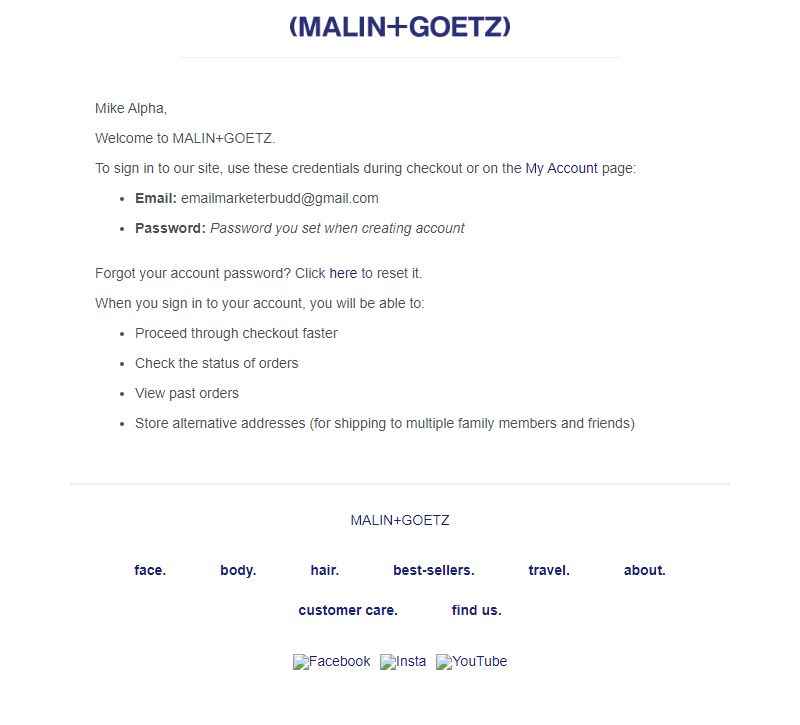 (MALIN+GOETZ)
Mike Alpha,
Welcome to MALIN+GOETZ.
To sign in to our site, use these credentials during checkout or on the My Account page:
• Email: emailmarketerbudd@gmail.com
• Password: Password you set when creating account
Forgot your account password? Click here to reset it.
When you sign in to your account, you will be able to:
• Proceed through checkout faster
• Check the status of orders
• View past orders
• Store alternative addresses (for shipping to multiple family members and friends)
MALIN+GOETZ
face. body. hair. best-sellers. travel. about.
customer care. find us.
Facebook Insta YouTube